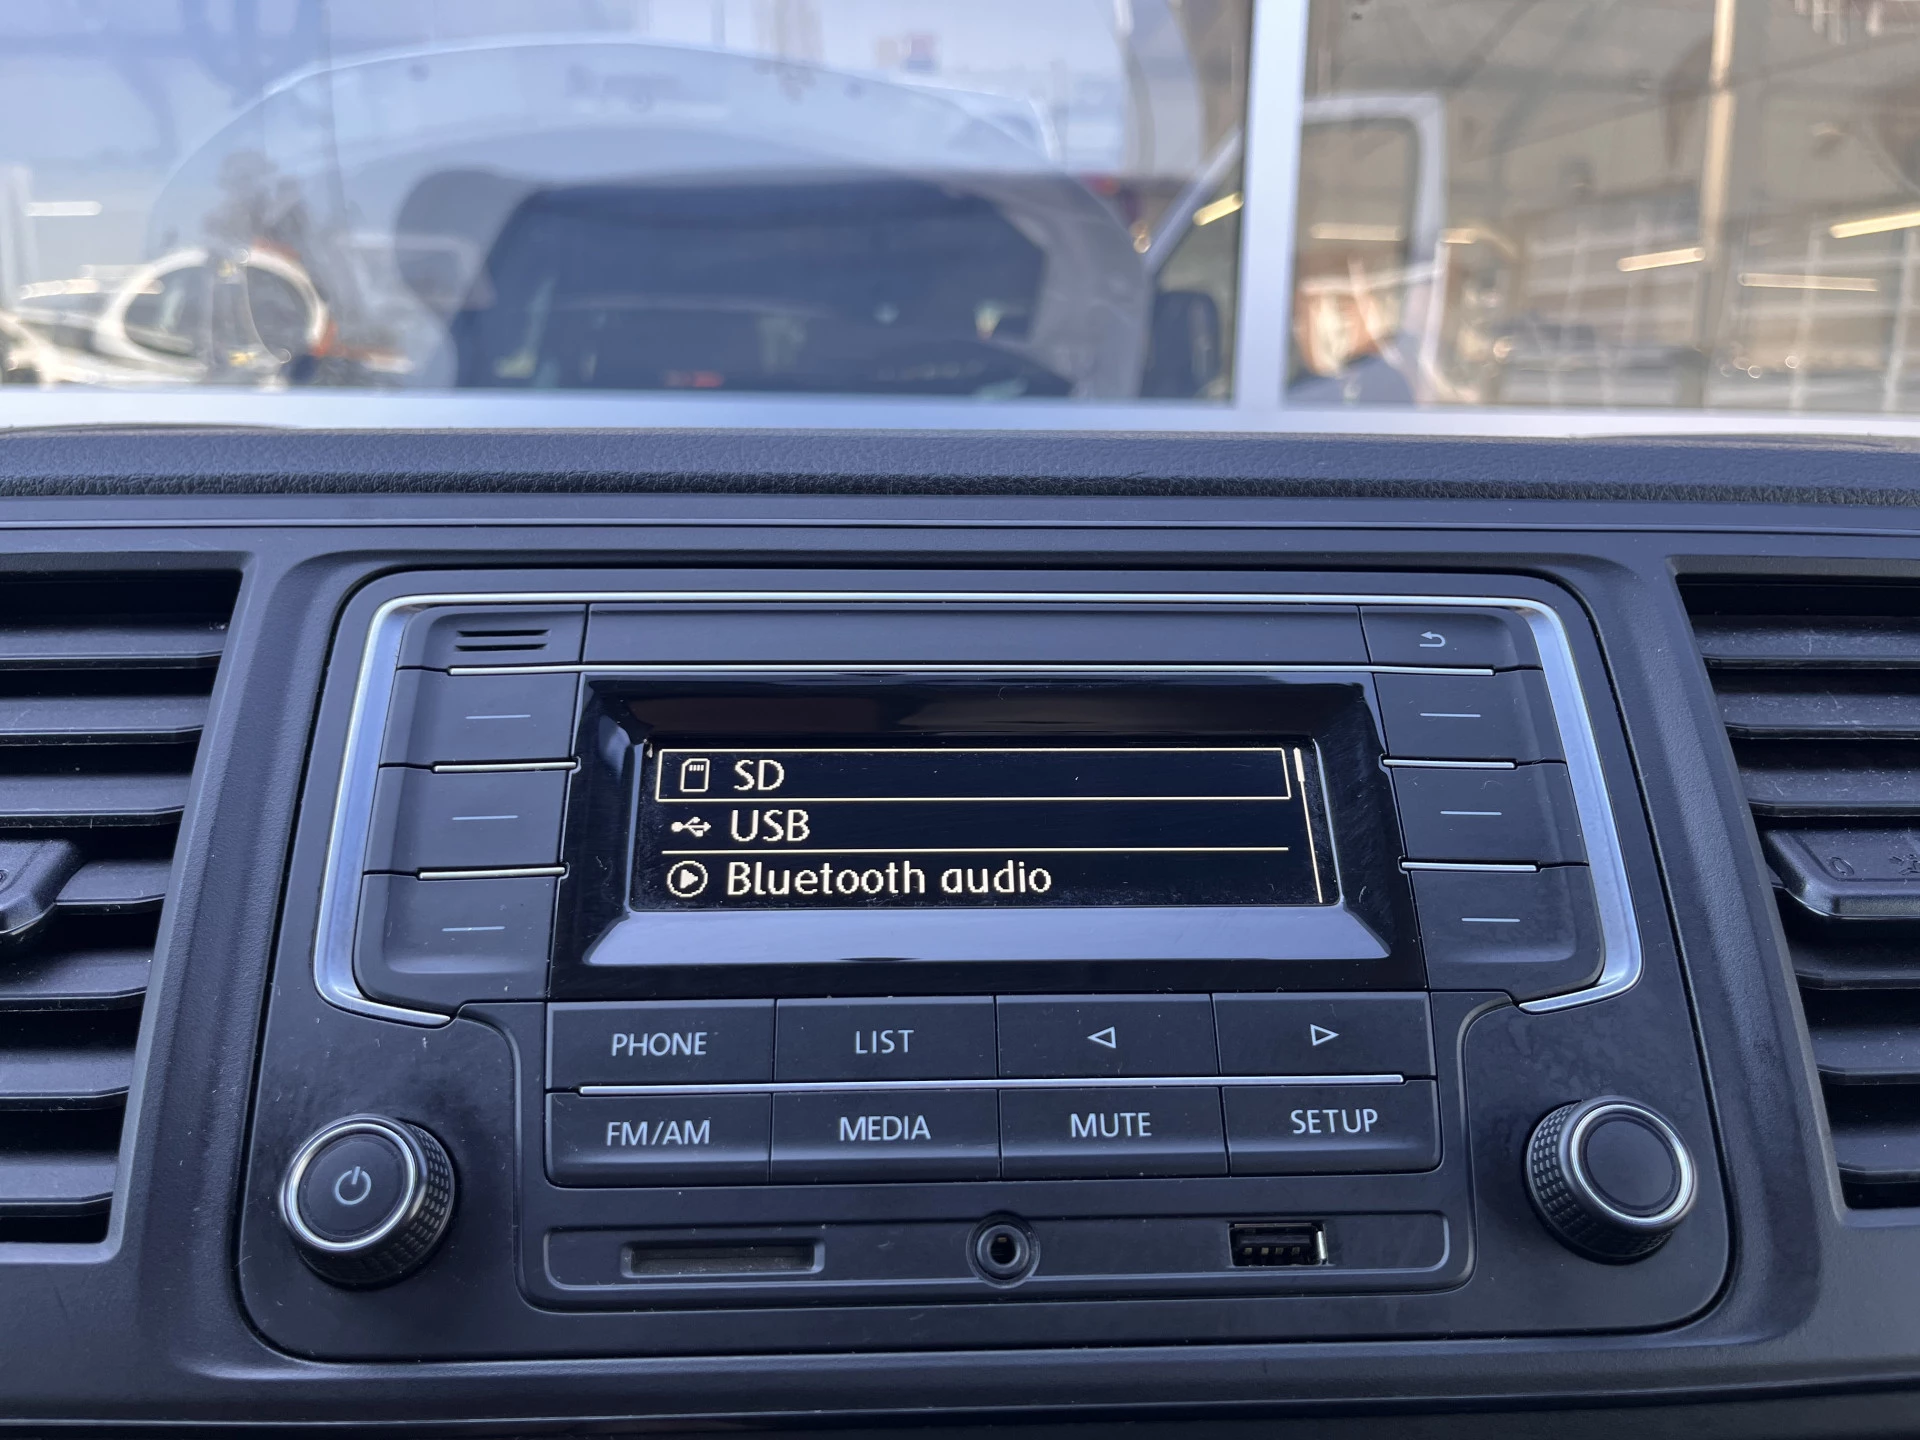 SD
USB
Bluetooth audio
PHONE LIST
FM/AM MEDIA MUTE SETUP